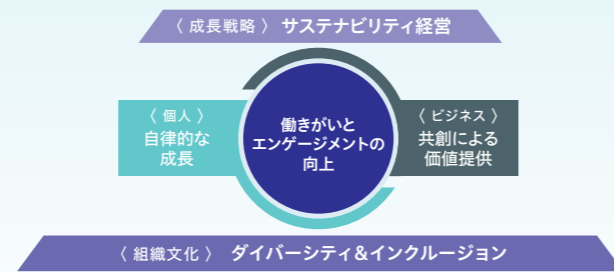 〈 成長戦略 〉 サステナビリティ経営
〈 個人 〉
自律的な
成長
働きがいと
エンゲージメントの
向上
〈 ビジネス 〉
共創による
価値提供
〈 組織文化 〉 ダイバーシティ&インクルージョン